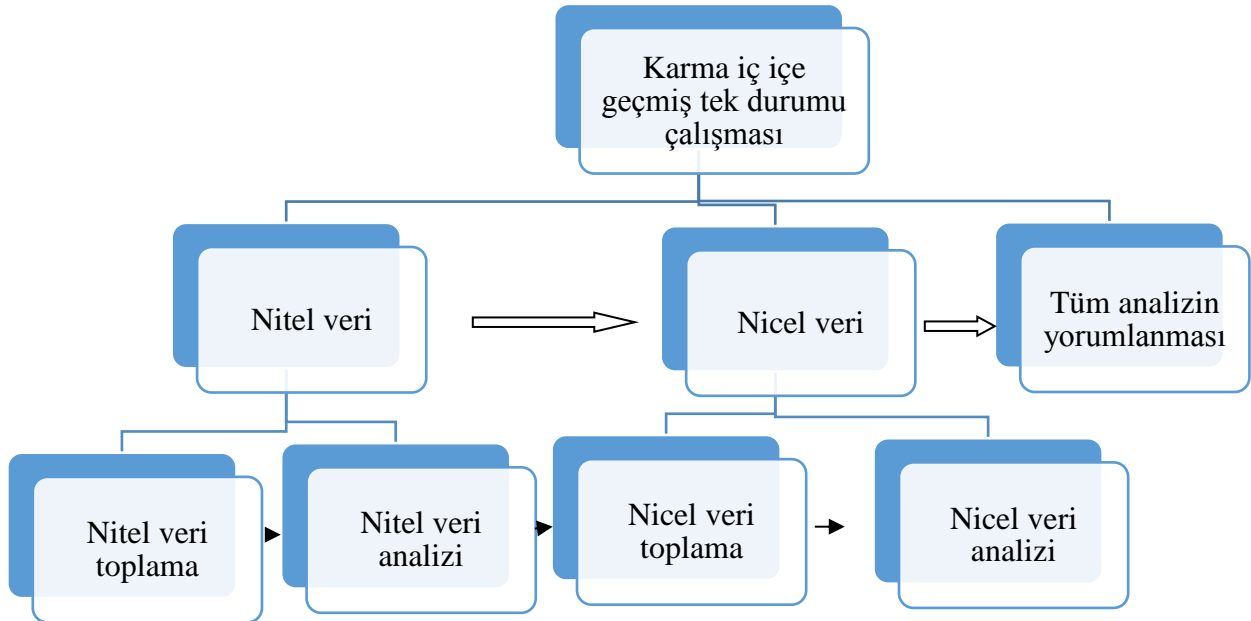 Karma iç içe
geçmiş tek durumu
çalışması
Nitel veri
Nicel veri
Tüm analizin
yorumlanması
Nitel veri
toplama
Nitel veri
analizi
Nicel veri
toplama
Nicel veri
analizi